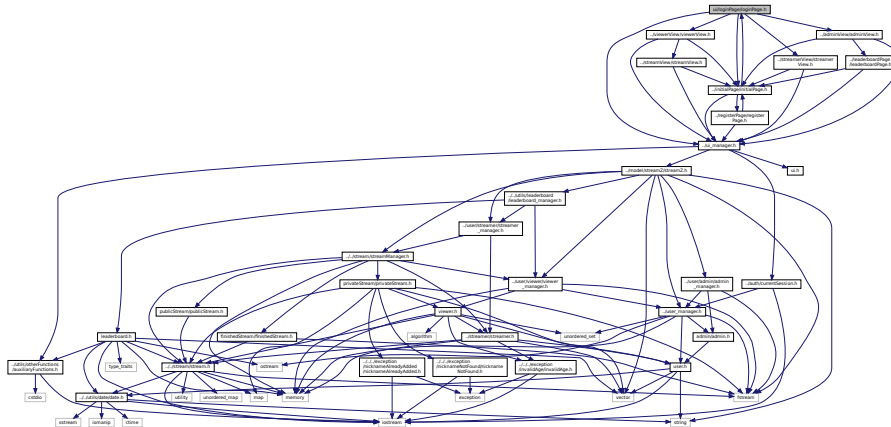 ui/loginPage/loginPage.h
../viewerView/viewerView.h
../adminView/adminView.h
../streamView/streamView.h
../streamerView/streamer
View.h
../leaderboardPage
/leaderboardPage.h
../initialPage/initialPage.h
../registerPage/register
Page.h
../ui_manager.h
../model/stream2/stream2.h
ui.h
../../utils/leaderboard
/leaderboard_manager.h
../user/streamer/streamer
_manager.h
../../stream/streamManager.h
privateStream/privateStream.h
../user/viewer/viewer
_manager.h
../user/admin/admin
_manager.h
../auth/currentSession.h
publicStream/publicStream.h
viewer.h
../user_manager.h
leaderboard.h
finishedStream/finishedStream.h
algorithm
../streamer/streamer.h
unordered_set
admin/admin.h
../utils/otherFunctions
/auxiliaryFunctions.h
type_traits
../../stream/stream.h
ostream
../../../exception
/nicknameAlreadyAdded
/nicknameAlreadyAdded.h
../../../exception
/nicknameNotFound/nickname
NotFound.h
../../../exception
/invalidAge/invalidAge.h
user.h
cstdio
../../utils/date/date.h
utility
unordered_map
map
memory
exception
vector
fstream
sstream
iomanip
ctime
iostream
string